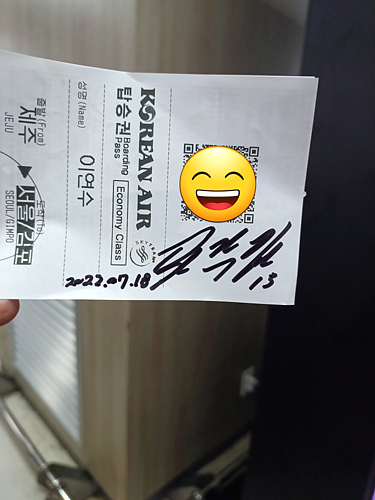 KOREAN AIR
탑승권 Boarding Pass
Economy Class
SKYTEAM
성명 (Name)
이연수
출발 (From)
제주
JEJU
도착 (To)
서울/김포
SEOUL/GIMPO
2022.07.18
13